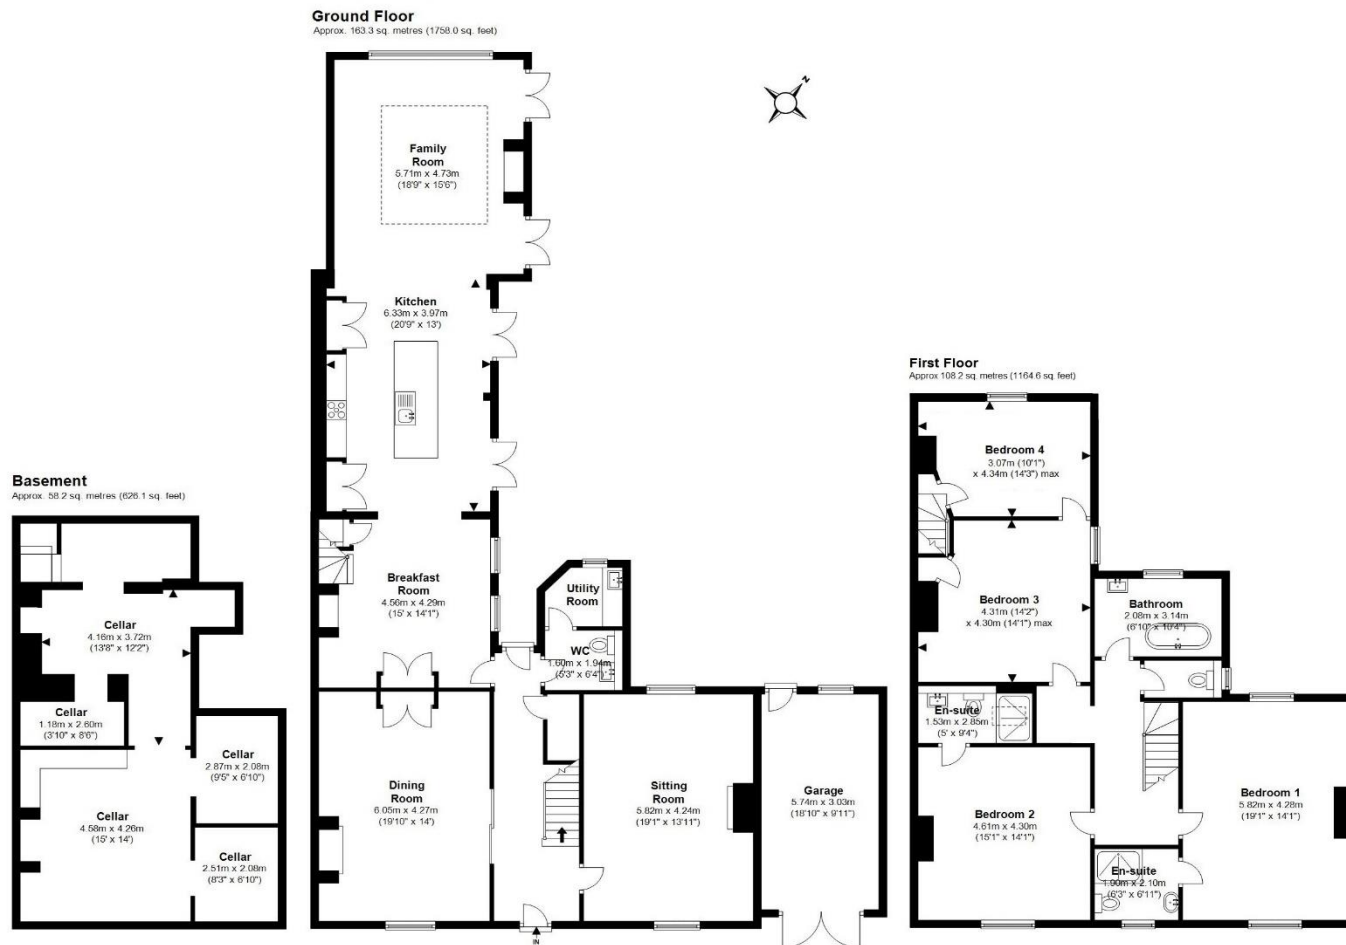 Ground Floor
Approx. 163.3 sq. metres (1758.0 sq. feet)
N
Family
Room
5.71m x 4.73m
(18'9" x 15'6")
Kitchen
6.33m x 3.97m
(20'9" x 13')
Breakfast
Room
4.56m x 4.29m
(15' x 14'1")
Utility
Room
WC
1.60m x 1.94m
(5'3" x 6'4")
Dining
Room
6.05m x 4.27m
(19'10" x 14')
Sitting
Room
5.82m x 4.24m
(19'1" x 13'11")
Garage
5.74m x 3.03m
(18'10" x 9'11")
IN
Basement
Approx. 58.2 sq. metres (626.1 sq. feet)
Cellar
4.16m x 3.72m
(13'8" x 12'2")
Cellar
1.18m x 2.60m
(3'10" x 8'6")
Cellar
2.87m x 2.08m
(9'5" x 6'10")
Cellar
4.58m x 4.26m
(15' x 14')
Cellar
2.51m x 2.08m
(8'3" x 6'10")
First Floor
Approx 108.2 sq. metres (1164.6 sq. feet)
Bedroom 4
3.07m (10'1")
x 4.34m (14'3") max
Bedroom 3
4.31m (14'2")
x 4.30m (14'1") max
Bathroom
2.08m x 3.14m
(6'10" x 10'4")
En-suite
1.53m x 2.85m
(5' x 9'4")
Bedroom 2
4.61m x 4.30m
(15'1" x 14'1")
Bedroom 1
5.82m x 4.28m
(19'1" x 14'1")
En-suite
1.90m x 2.10m
(6'3" x 6'11")